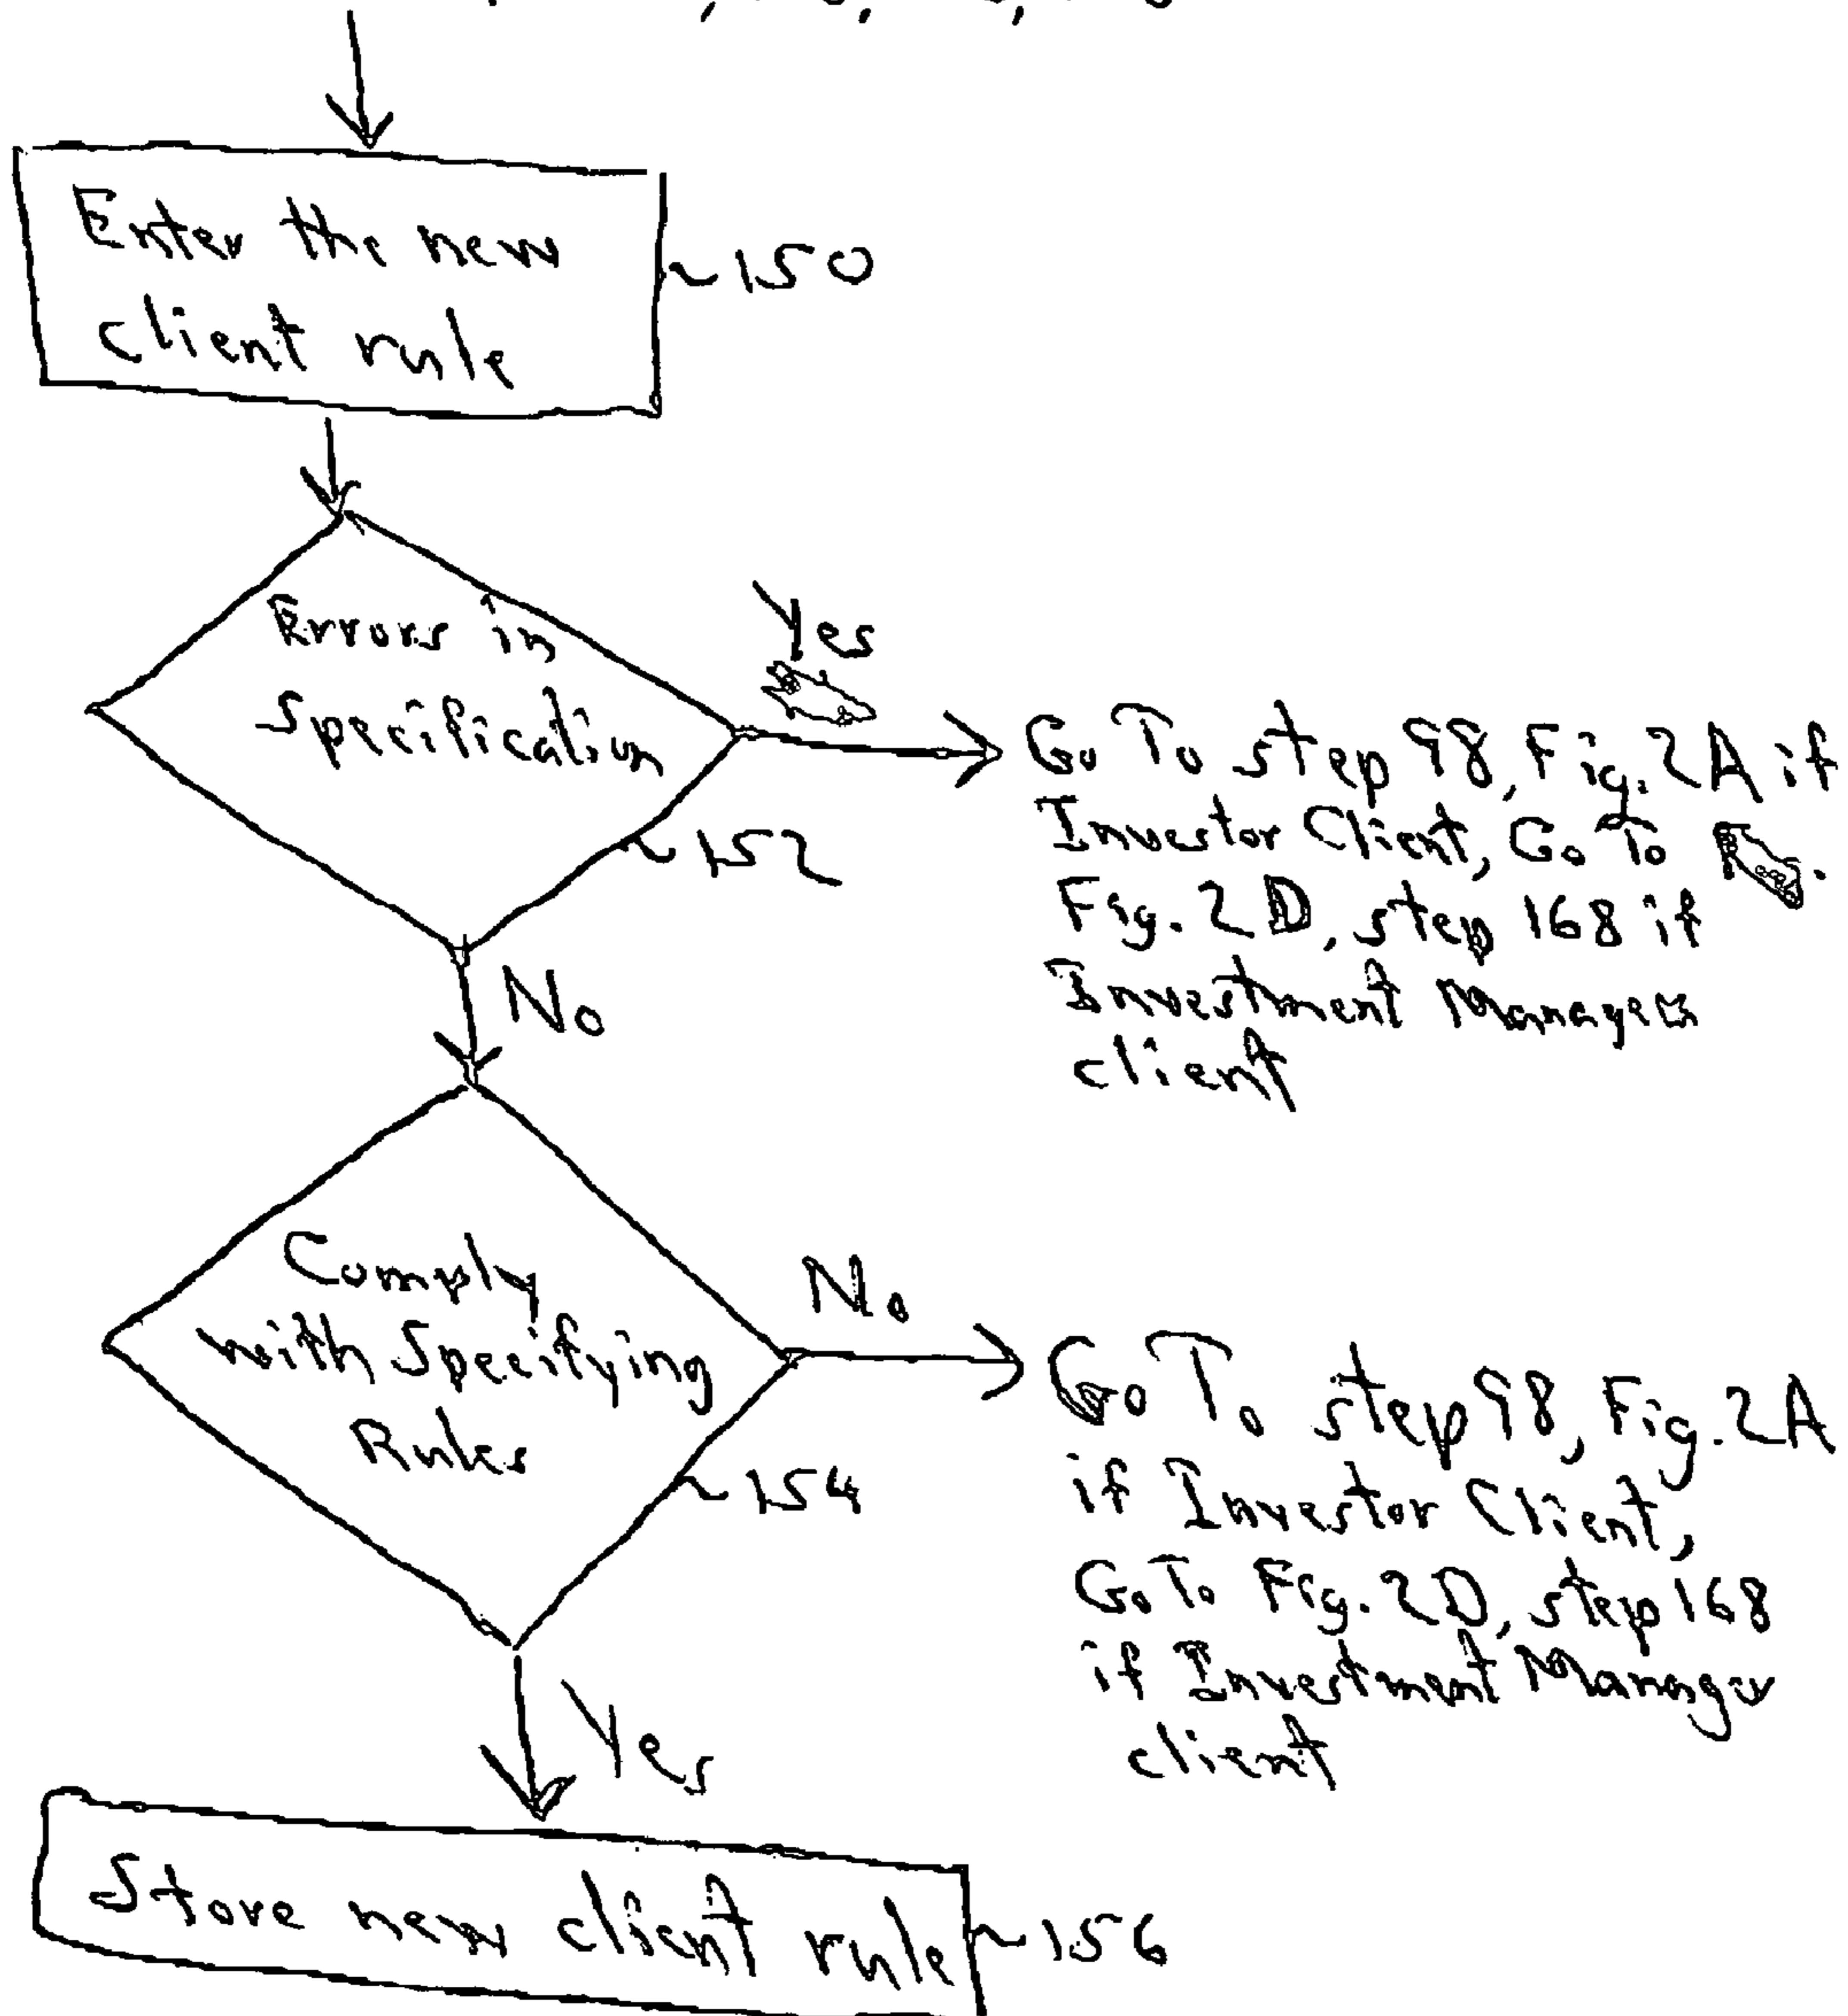 Enter the new
client rule
~150
Errors in
Specification
Yes
Go To step 98, Fig. 2A if
Investor Client, Go To
Fig. 2D, step 168 if
Investment Manager
client
~152
No
Comply
with Specifying
Rules
No
Go To step 98, Fig. 2A
if Investor Client,
Go To Fig. 2D, step 168
if Investment Manager
client
~154
Yes
Store new client rule
~156